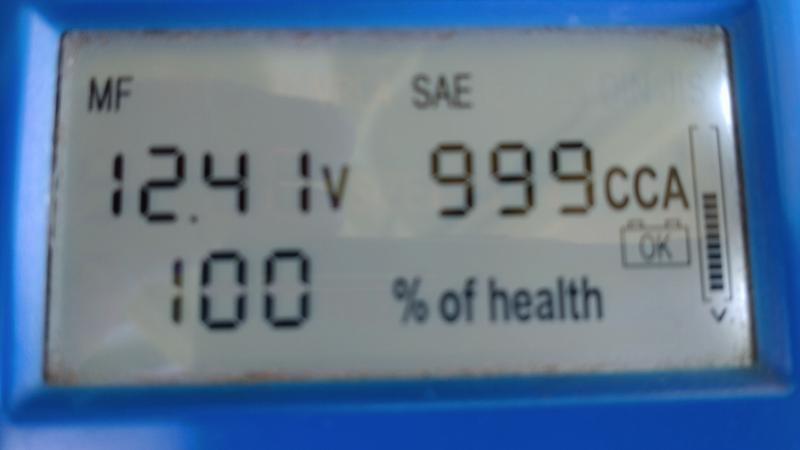 MF SAE
12.41V 999CCA
OK
100 % of health